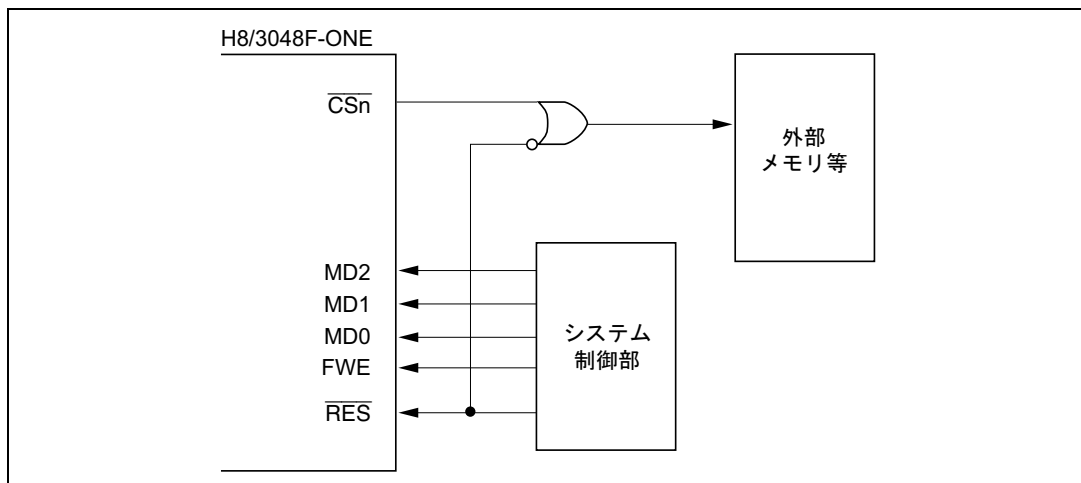 H8/3048F-ONE
CSn
外部
メモリ等
MD2
MD1
MD0
FWE
RES
システム
制御部